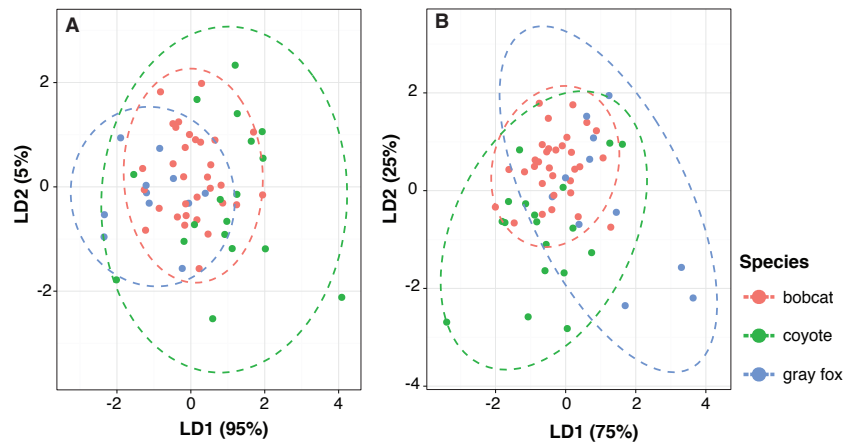 A
2
0
-2
LD2 (5%)
-2
0
2
4
LD1 (95%)
B
2
0
-2
-4
LD2 (25%)
-2
0
2
4
LD1 (75%)
Species
bobcat
coyote
gray fox